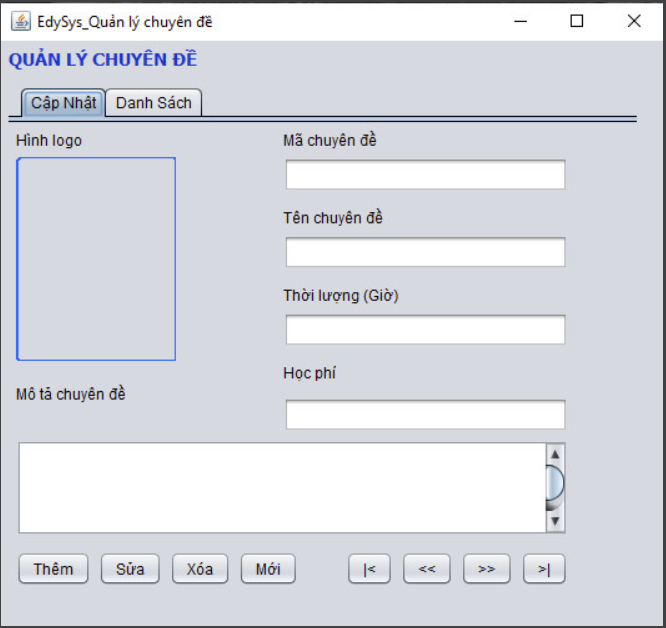 EdySys_Quản lý chuyên đề
QUẢN LÝ CHUYÊN ĐỀ
Cập Nhật Danh Sách
Hình logo
Mã chuyên đề
Tên chuyên đề
Thời lượng (Giờ)
Học phí
Mô tả chuyên đề
Thêm Sửa Xóa Mới |< << >> >|